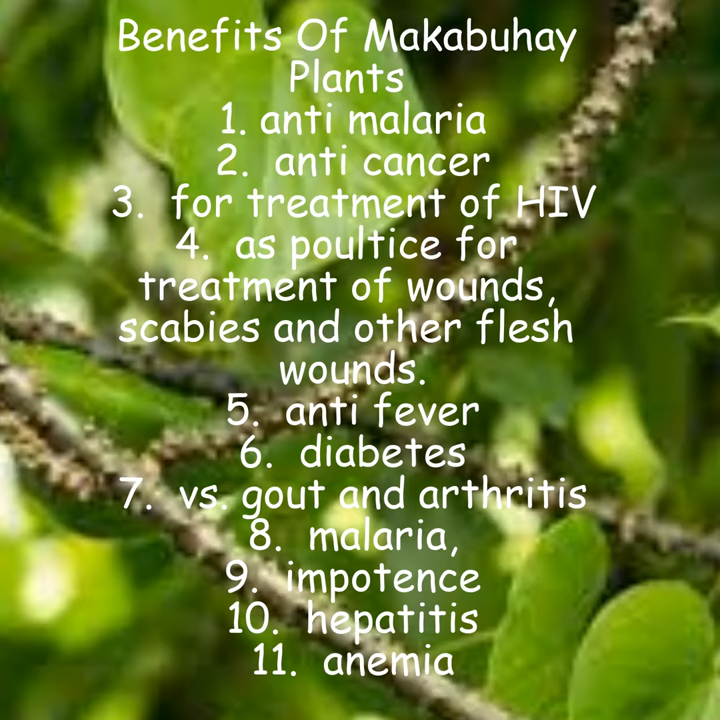 Benefits Of Makabuhay
Plants
1. anti malaria
2. anti cancer
3. for treatment of HIV
4. as poultice for
treatment of wounds,
scabies and other flesh
wounds.
5. anti fever
6. diabetes
7. vs. gout and arthritis
8. malaria,
9. impotence
10. hepatitis
11. anemia